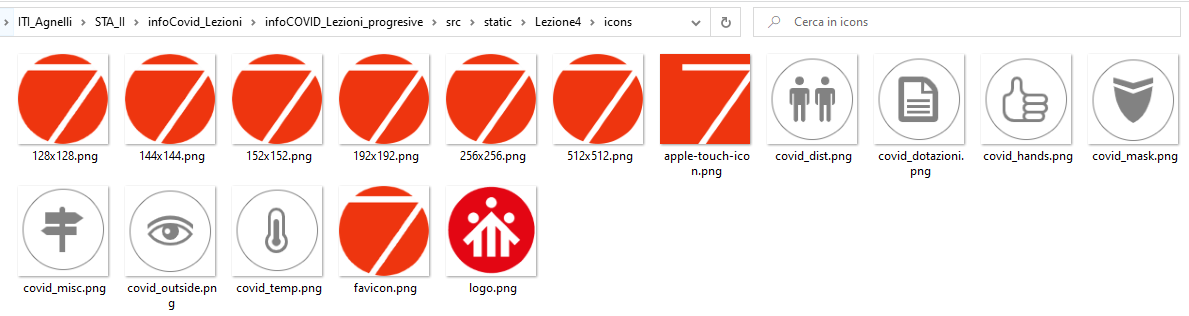 ITI_Agnelli > STA_II > infoCovid_Lezioni > infoCOVID_Lezioni_progresive > src > static > Lezione4 > icons
Cerca in icons
128x128.png
144x144.png
152x152.png
192x192.png
256x256.png
512x512.png
apple-touch-ico
n.png
covid_dist.png
covid_dotazioni.
png
covid_hands.png
covid_mask.png
covid_misc.png
covid_outside.pn
g
covid_temp.png
favicon.png
logo.png